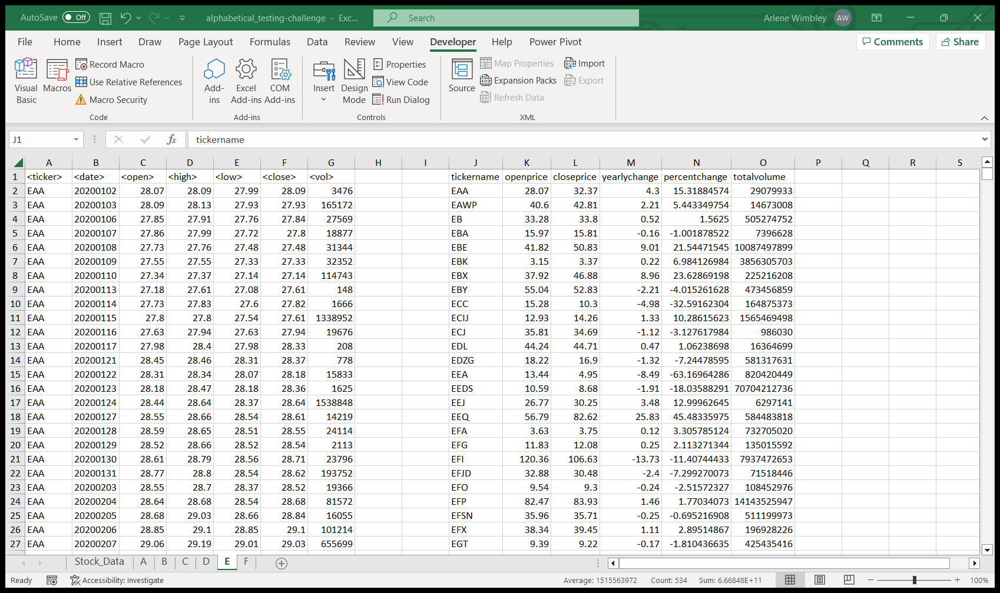 AutoSave Off alphabetical_testing-challenge - Exc... Search Arlene Wimbley AW
File Home Insert Draw Page Layout Formulas Data Review View Developer Help Power Pivot Comments Share
Visual Basic
Macros
Record Macro
Use Relative References
Macro Security
Code
Add-ins
Excel Add-ins
COM Add-ins
Add-ins
Insert
Design Mode
Properties
View Code
Run Dialog
Controls
Source
Map Properties
Expansion Packs
Refresh Data
Import
Export
XML
J1 fx tickername
A B C D E F G H I J K L M N O P Q R S
1 <ticker> <date> <open> <high> <low> <close> <vol> tickername openprice closeprice yearlychange percentchange totalvolume
2 EAA 20200102 28.07 28.09 27.99 28.09 3476 EAA 28.07 32.37 4.3 15.31884574 29079933
3 EAA 20200103 28.09 28.13 27.93 27.93 165172 EAWP 40.6 42.81 2.21 5.443349754 14673008
4 EAA 20200106 27.85 27.91 27.76 27.84 27569 EB 33.28 33.8 0.52 1.5625 505274752
5 EAA 20200107 27.86 27.99 27.72 27.8 18877 EBA 15.97 15.81 -0.16 -1.001878522 7396628
6 EAA 20200108 27.73 27.76 27.48 27.48 31344 EBE 41.82 50.83 9.01 21.54471545 10087497899
7 EAA 20200109 27.55 27.55 27.33 27.33 32352 EBK 3.15 3.37 0.22 6.984126984 3856305703
8 EAA 20200110 27.34 27.37 27.14 27.14 114743 EBX 37.92 46.88 8.96 23.62869198 225216208
9 EAA 20200113 27.18 27.61 27.08 27.61 148 EBY 55.04 52.83 -2.21 -4.015261628 473456859
10 EAA 20200114 27.73 27.83 27.6 27.82 1666 ECC 15.28 10.3 -4.98 -32.59162304 164875373
11 EAA 20200115 27.8 27.8 27.54 27.61 1338952 ECIJ 12.93 14.26 1.33 10.28615623 1565469498
12 EAA 20200116 27.63 27.94 27.63 27.94 19676 ECJ 35.81 34.69 -1.12 -3.127617984 986030
13 EAA 20200117 27.98 28.4 27.98 28.33 208 EDL 44.24 44.71 0.47 1.06238698 16364699
14 EAA 20200121 28.45 28.46 28.31 28.37 778 EDZG 18.22 16.9 -1.32 -7.24478595 581317631
15 EAA 20200122 28.31 28.34 28.07 28.18 15833 EEA 13.44 4.95 -8.49 -63.16964286 820420449
16 EAA 20200123 28.18 28.47 28.18 28.36 1625 EEDS 10.59 8.68 -1.91 -18.03588291 70704212736
17 EAA 20200124 28.44 28.64 28.37 28.64 1538848 EEJ 26.77 30.25 3.48 12.99962645 6297141
18 EAA 20200127 28.55 28.66 28.54 28.61 14219 EEQ 56.79 82.62 25.83 45.48335975 584483818
19 EAA 20200128 28.59 28.65 28.51 28.55 24114 EFA 3.63 3.75 0.12 3.305785124 732705020
20 EAA 20200129 28.52 28.66 28.52 28.54 2113 EFG 11.83 12.08 0.25 2.113271344 135015592
21 EAA 20200130 28.61 28.79 28.56 28.71 23796 EFI 120.36 106.63 -13.73 -11.40744433 7937472653
22 EAA 20200131 28.77 28.8 28.54 28.62 193752 EFJD 32.88 30.48 -2.4 -7.299270073 71518446
23 EAA 20200203 28.55 28.7 28.37 28.52 19366 EFO 9.54 9.3 -0.24 -2.51572327 108452976
24 EAA 20200204 28.64 28.68 28.54 28.68 81572 EFP 82.47 83.93 1.46 1.77034073 14143525947
25 EAA 20200205 28.68 29.03 28.66 28.84 16055 EFSN 35.96 35.71 -0.25 -0.695216908 511199973
26 EAA 20200206 28.85 29.1 28.85 29.1 101214 EFX 38.34 39.45 1.11 2.89514867 196928226
27 EAA 20200207 29.06 29.19 29.01 29.03 655699 EGT 9.39 9.22 -0.17 -1.810436635 425435416
Stock_Data A B C D E F
Ready Accessibility: Investigate Average: 1515563972 Count: 534 Sum: 6.66848E+11 100%